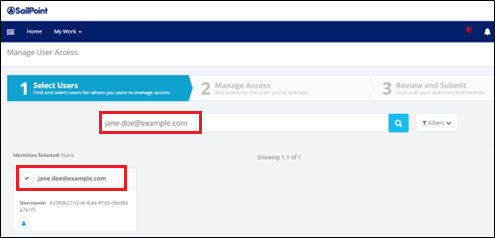 SailPoint
Home My Work
Manage User Access
1 Select Users
Find and select users for whom you want to manage access.
2 Manage Access
Add access for the users you've selected.
3 Review and Submit
Look over your selections and confirm.
jane.doe@example.com
Filters
Identities Selected: None
Showing 1-1 of 1
jane.doe@example.com
Username: